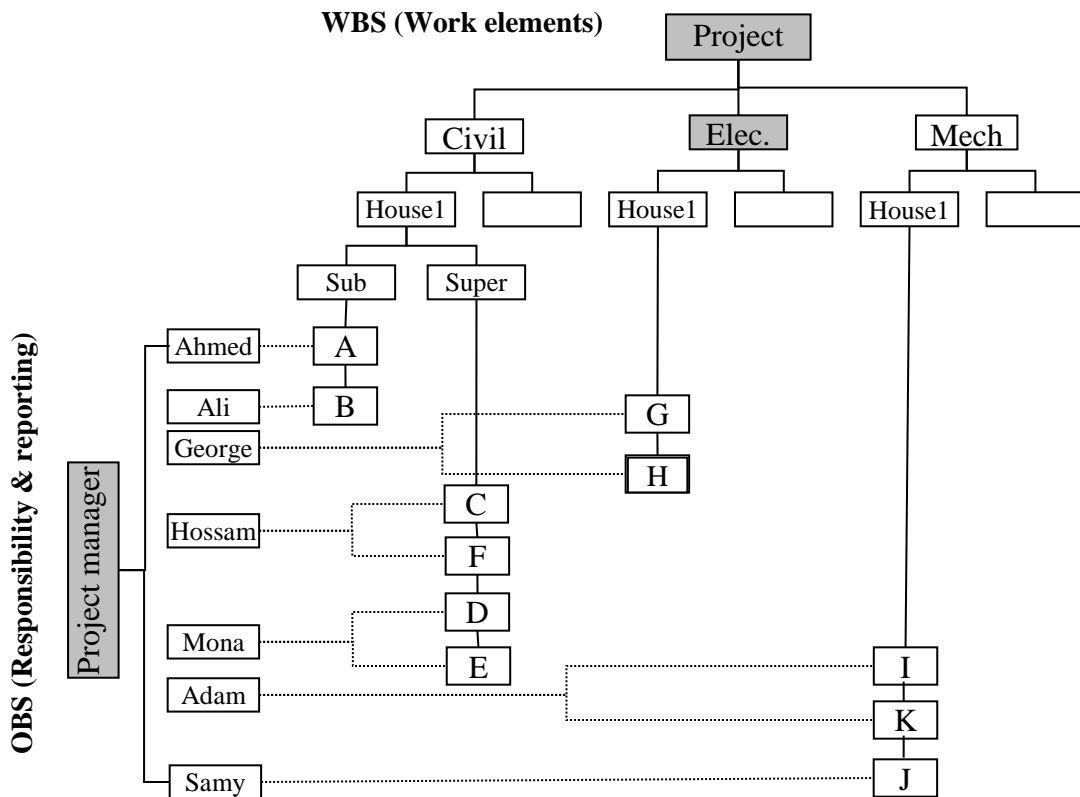 WBS (Work elements)
Project
Civil
Elec.
Mech
House1
House1
House1
Sub
Super
Ahmed
A
Ali
B
G
George
H
C
Hossam
F
D
Mona
E
I
Adam
K
Samy
J
Project manager
OBS (Responsibility & reporting)